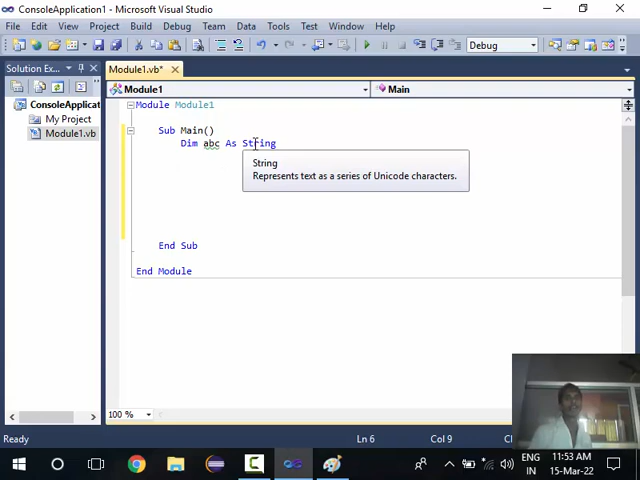 ConsoleApplication1 - Microsoft Visual Studio
File Edit View Project Build Debug Team Data Tools Test Window Help
Debug
Solution Ex...
Module1.vb*
Module1
Main
ConsoleApplicat
My Project
Module1.vb
Module Module1
Sub Main()
Dim abc As String
String
Represents text as a series of Unicode characters.
End Sub
End Module
100 %
Ready
Ln 6
Col 9
C
ENG
IN
11:53 AM
15-Mar-22